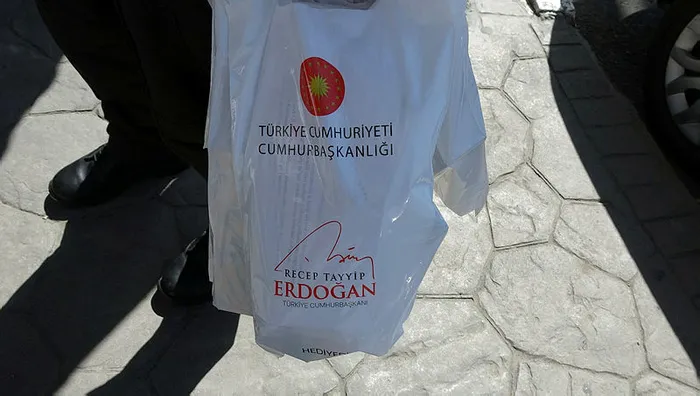 TÜRKİYE CUMHURİYETİ
CUMHURBAŞKANLIĞI
RECEP TAYYİP
ERDOĞAN
TÜRKİYE CUMHURBAŞKANI